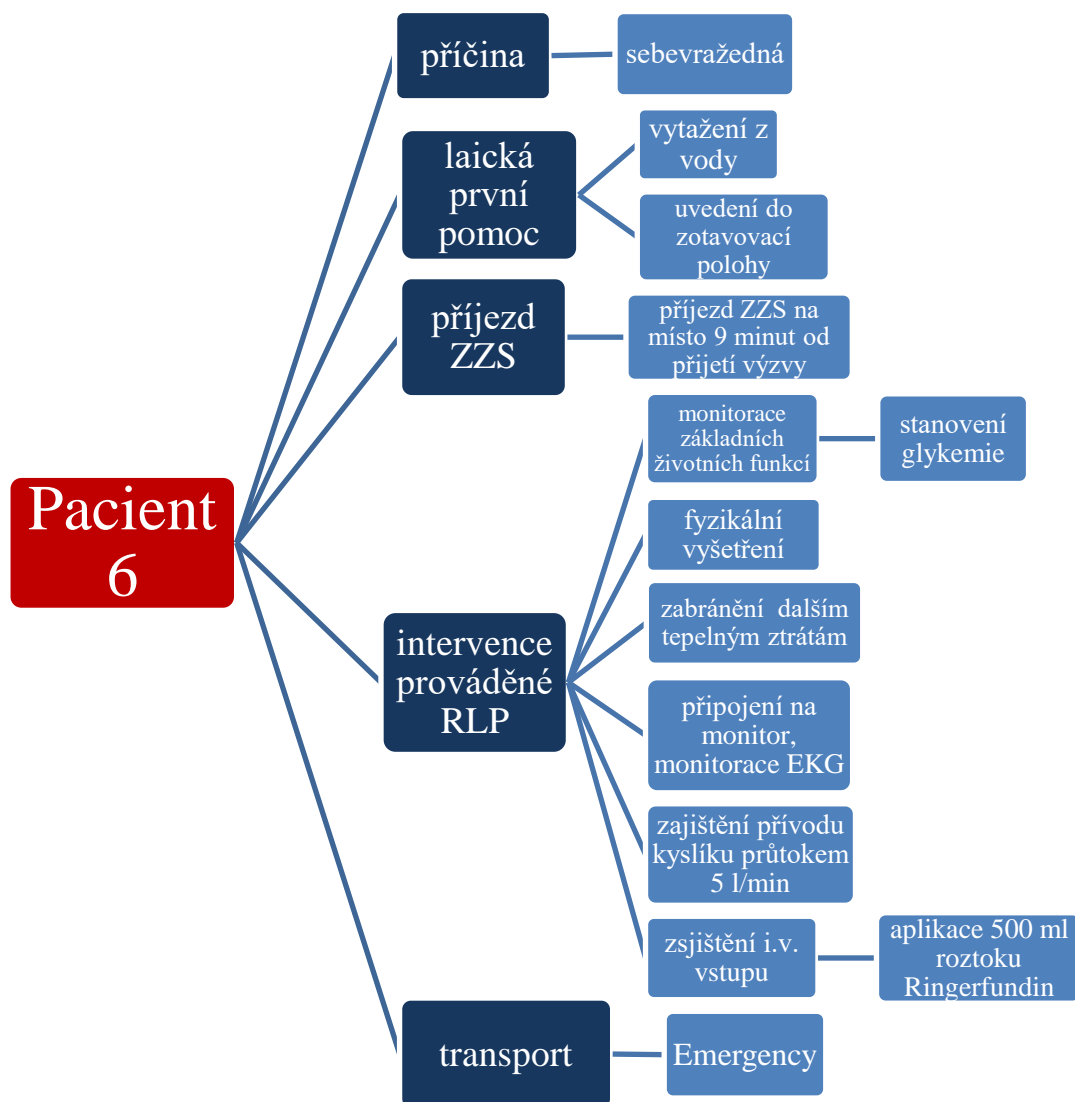 Pacient
6
příčina
sebevražedná
laická
první
pomoc
vytažení z
vody
uvedení do
zotavovací
polohy
příjezd
ZZS
příjezd ZZS na
místo 9 minut od
přijetí výzvy
intervence
prováděné
RLP
monitorace
základních
životních funkcí
stanovení
glykemie
fyzikální
vyšetření
zabránění dalším
tepelným ztrátám
připojení na
monitor,
monitorace EKG
zajištění přívodu
kyslíku průtokem
5 l/min
zsjištění i.v.
vstupu
aplikace 500 ml
roztoku
Ringerfundin
transport
Emergency